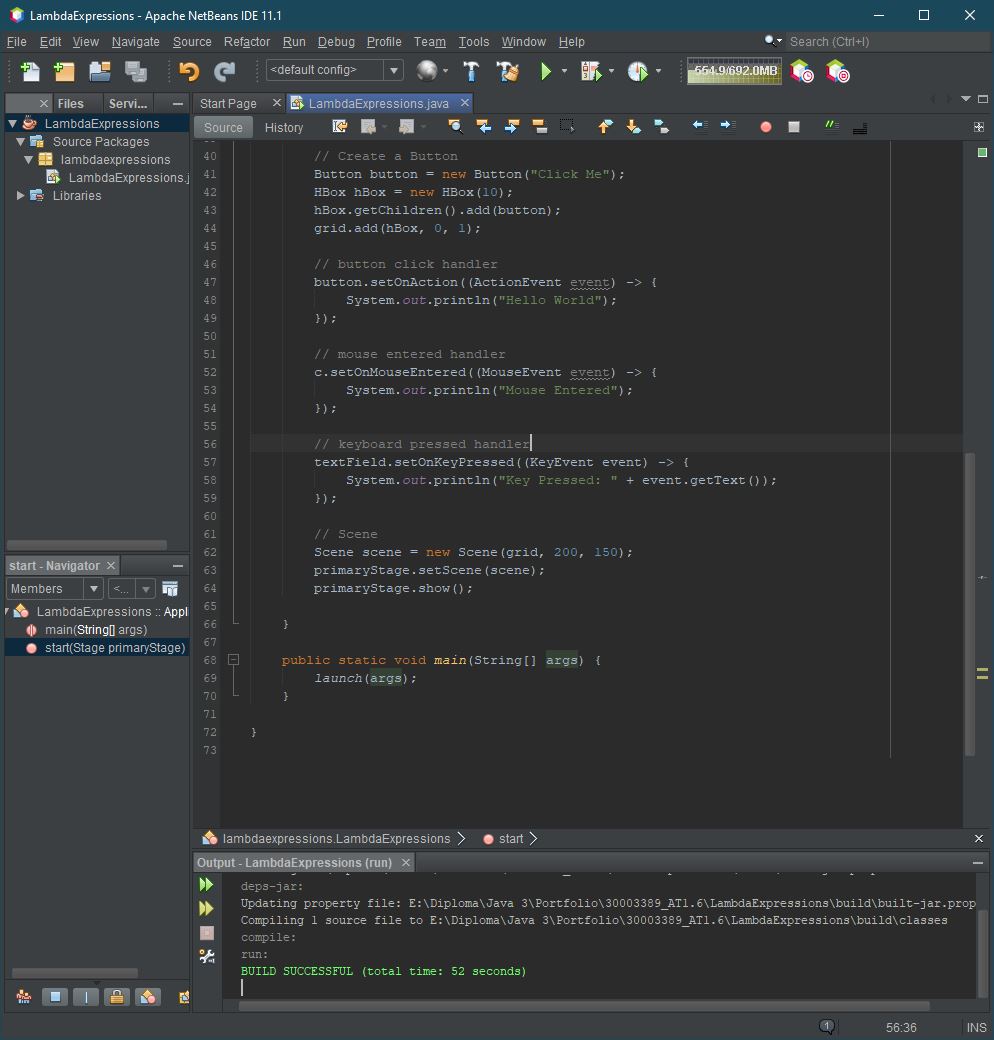 LambdaExpressions - Apache NetBeans IDE 11.1
File Edit View Navigate Source Refactor Run Debug Profile Team Tools Window Help
Search (Ctrl+I)
<default config>
554.9/692.0MB
Files Servi...
Start Page LambdaExpressions.java
LambdaExpressions
Source Packages
lambdaexpressions
LambdaExpressions.j
Libraries
Source History
40 // Create a Button
41 Button button = new Button("Click Me");
42 HBox hBox = new HBox(10);
43 hBox.getChildren().add(button);
44 grid.add(hBox, 0, 1);
45
46 // button click handler
47 button.setOnAction((ActionEvent event) -> {
48 System.out.println("Hello World");
49 });
50
51 // mouse entered handler
52 c.setOnMouseEntered((MouseEvent event) -> {
53 System.out.println("Mouse Entered");
54 });
55
56 // keyboard pressed handler
57 textField.setOnKeyPressed((KeyEvent event) -> {
58 System.out.println("Key Pressed: " + event.getText());
59 });
60
61 // Scene
62 Scene scene = new Scene(grid, 200, 150);
63 primaryStage.setScene(scene);
64 primaryStage.show();
65
66 }
67
68 public static void main(String[] args) {
69 launch(args);
70 }
71
72 }
73
start - Navigator
Members <...
LambdaExpressions :: Appl
main(String[] args)
start(Stage primaryStage)
lambdaexpressions.LambdaExpressions start
Output - LambdaExpressions (run)
deps-jar:
Updating property file: E:\Diploma\Java 3\Portfolio\30003389_AT1.6\LambdaExpressions\build\built-jar.prop
Compiling 1 source file to E:\Diploma\Java 3\Portfolio\30003389_AT1.6\LambdaExpressions\build\classes
compile:
run:
BUILD SUCCESSFUL (total time: 52 seconds)
1 56:36 INS